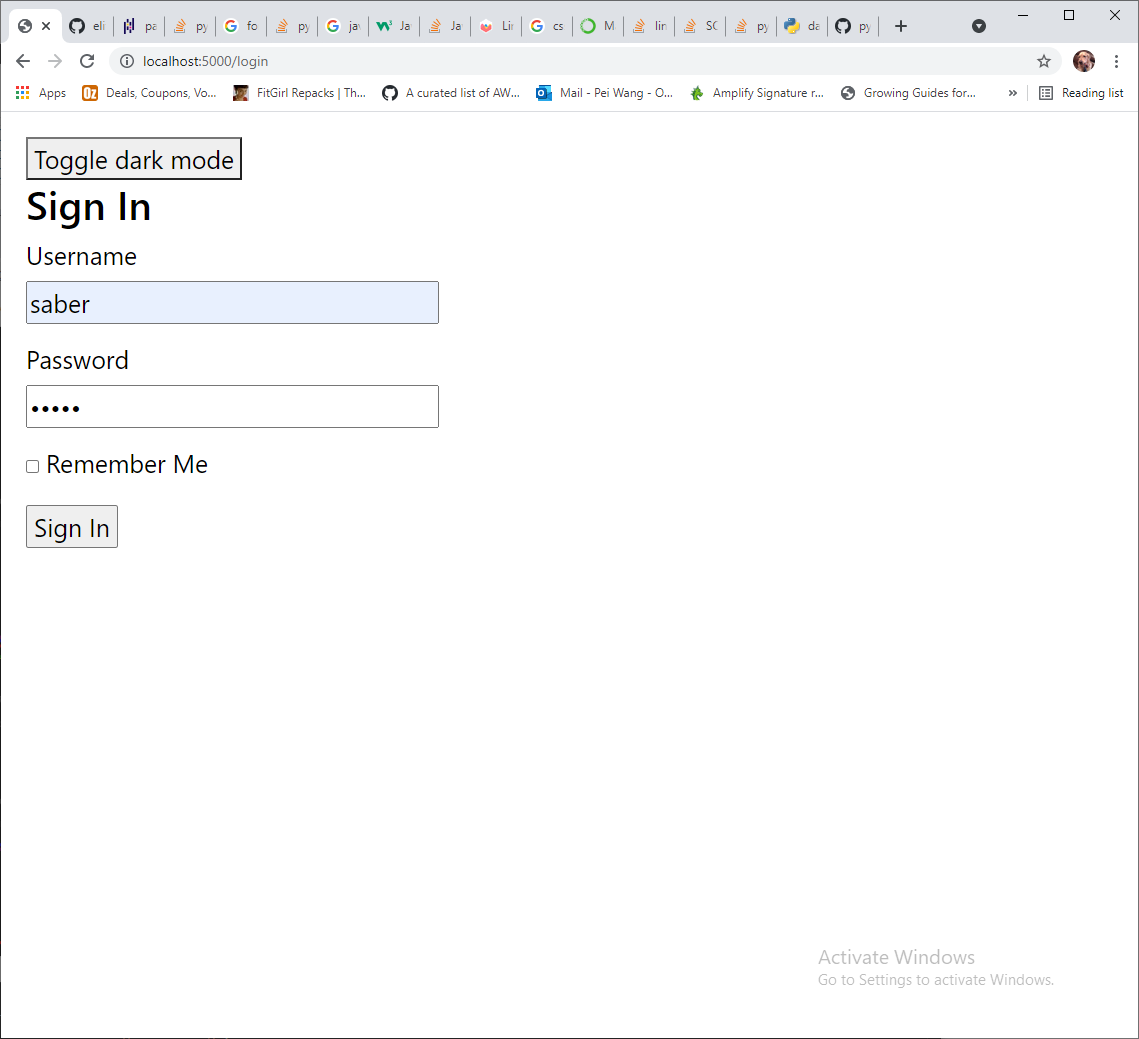 eli pa py fo py jav Ja Ja Lir cs M lin SC py da py
localhost:5000/login
Apps Deals, Coupons, Vo... FitGirl Repacks | Th... A curated list of AW... Mail - Pei Wang - O... Amplify Signature r... Growing Guides for... » Reading list
Toggle dark mode
Sign In
Username
saber
Password
•••••
Remember Me
Sign In
Activate Windows
Go to Settings to activate Windows.